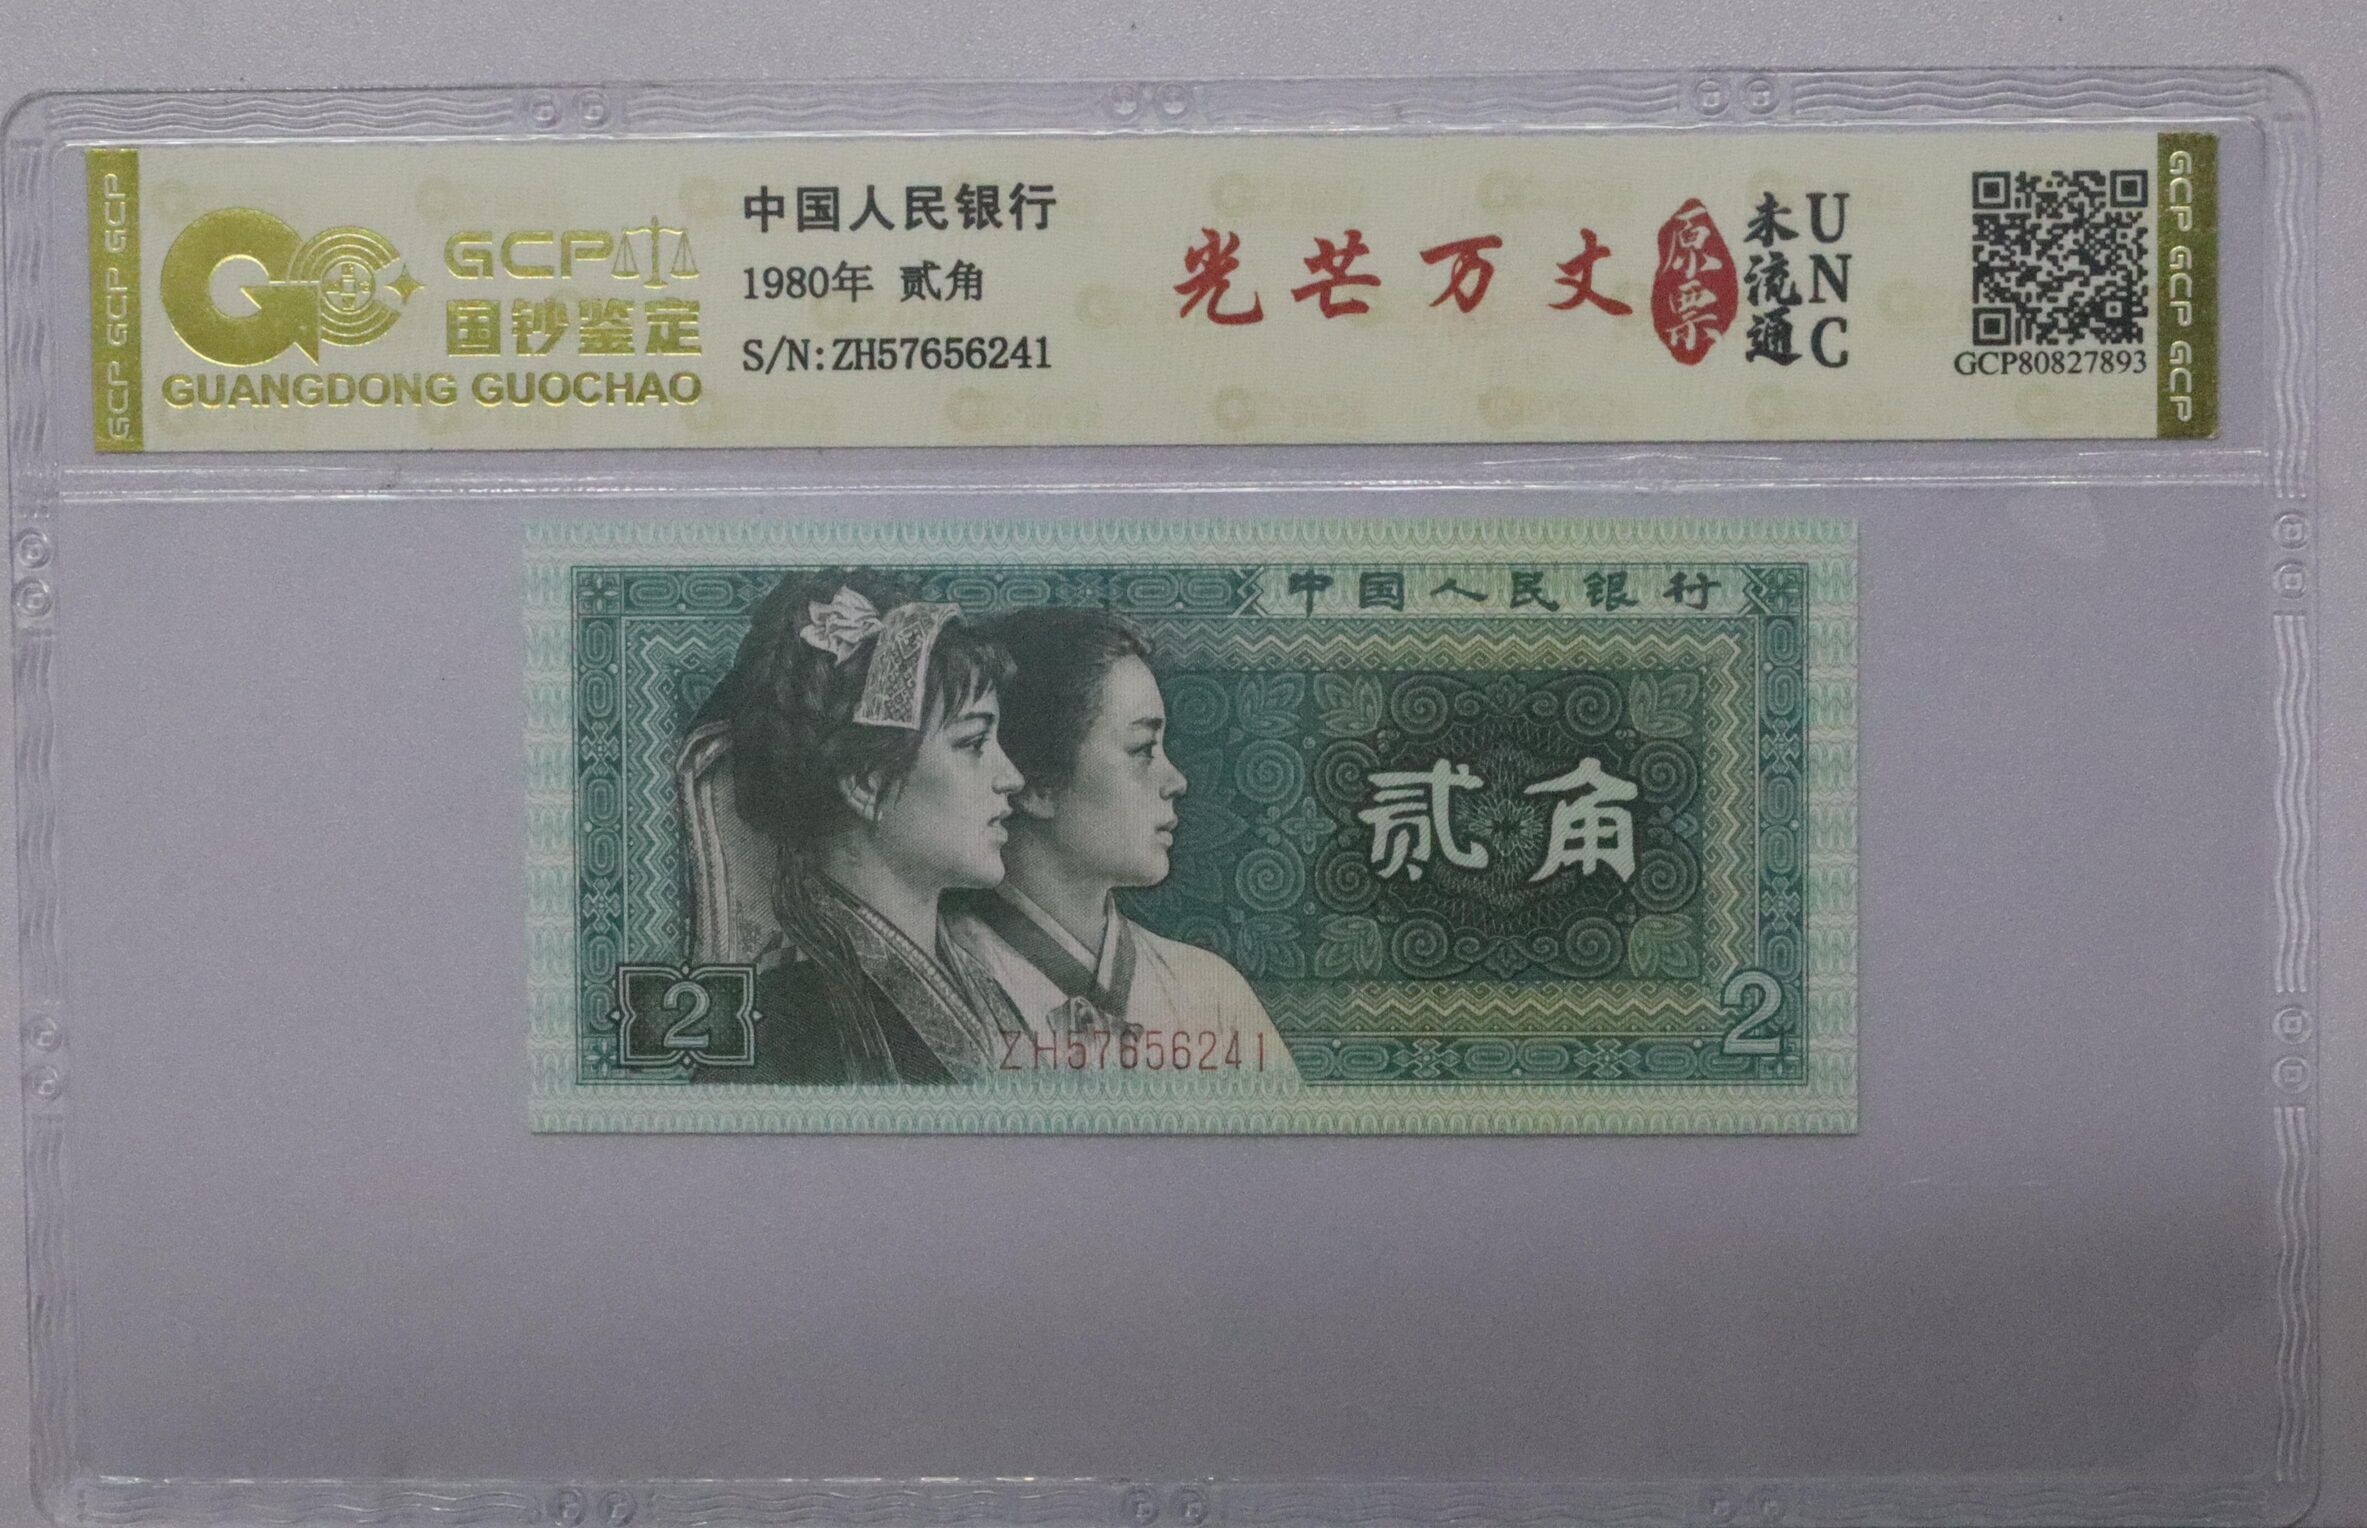 GCP GCP GCP
GCP
国钞鉴定
GUANGDONG GUOCHAO
中国人民银行
1980年 贰角
S/N:ZH57656241
光芒万丈
原票
未流通
UNC
GCP80827893
GCP GCP GCP
中国人民银行
贰角
2
ZH57656241
2